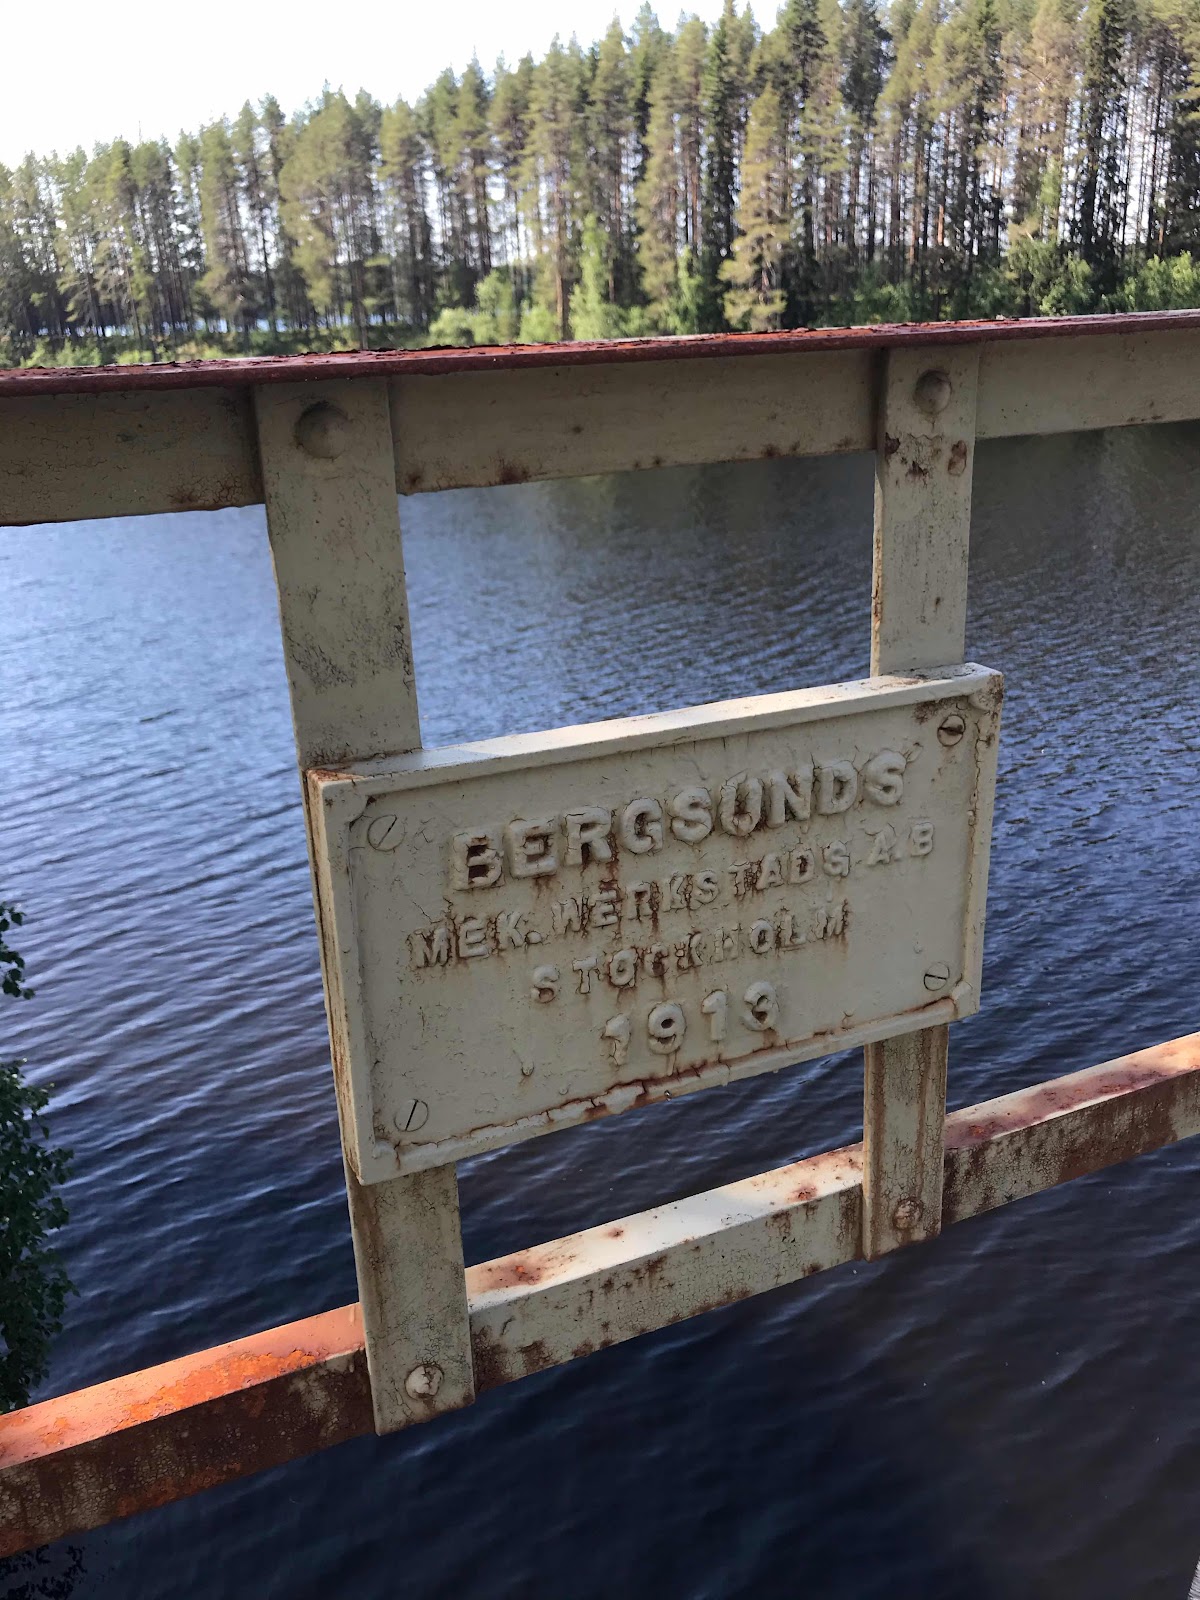 BERGSUNDS
MEK. WERKSTADS A.B
STOCKHOLM
1913